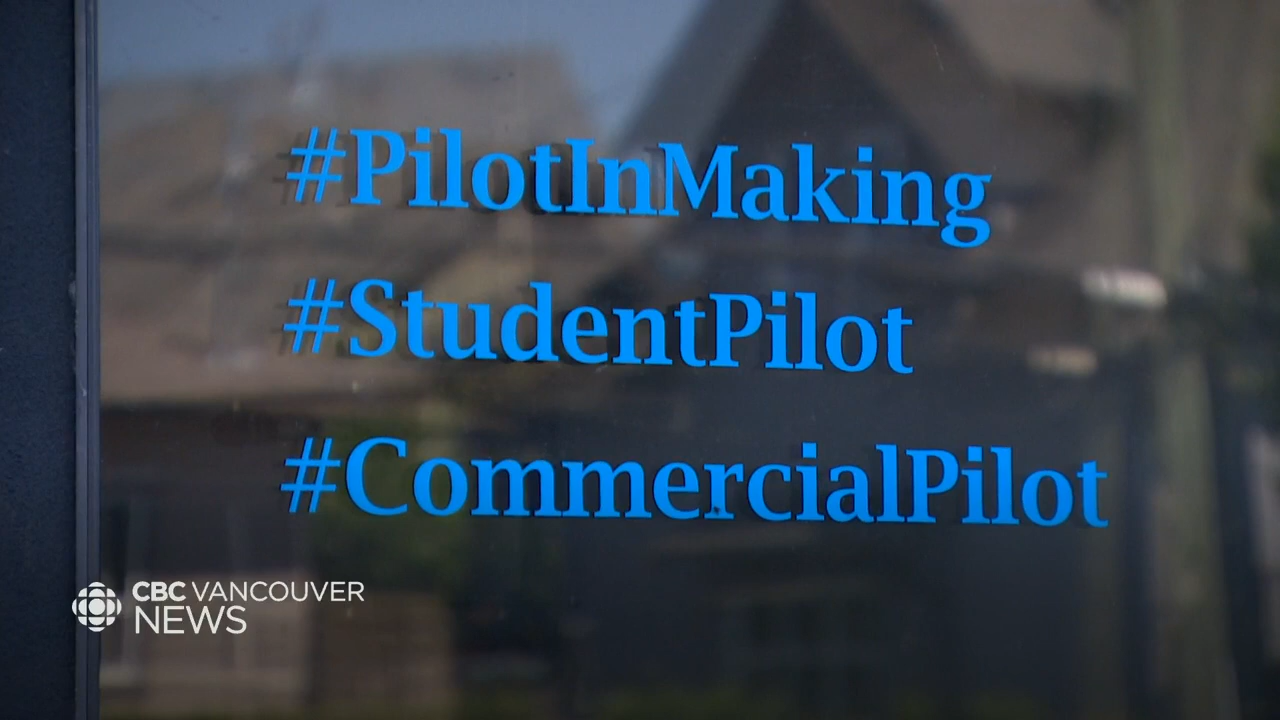 #PilotInMaking
#StudentPilot
#CommercialPilot
CBC VANCOUVER
NEWS